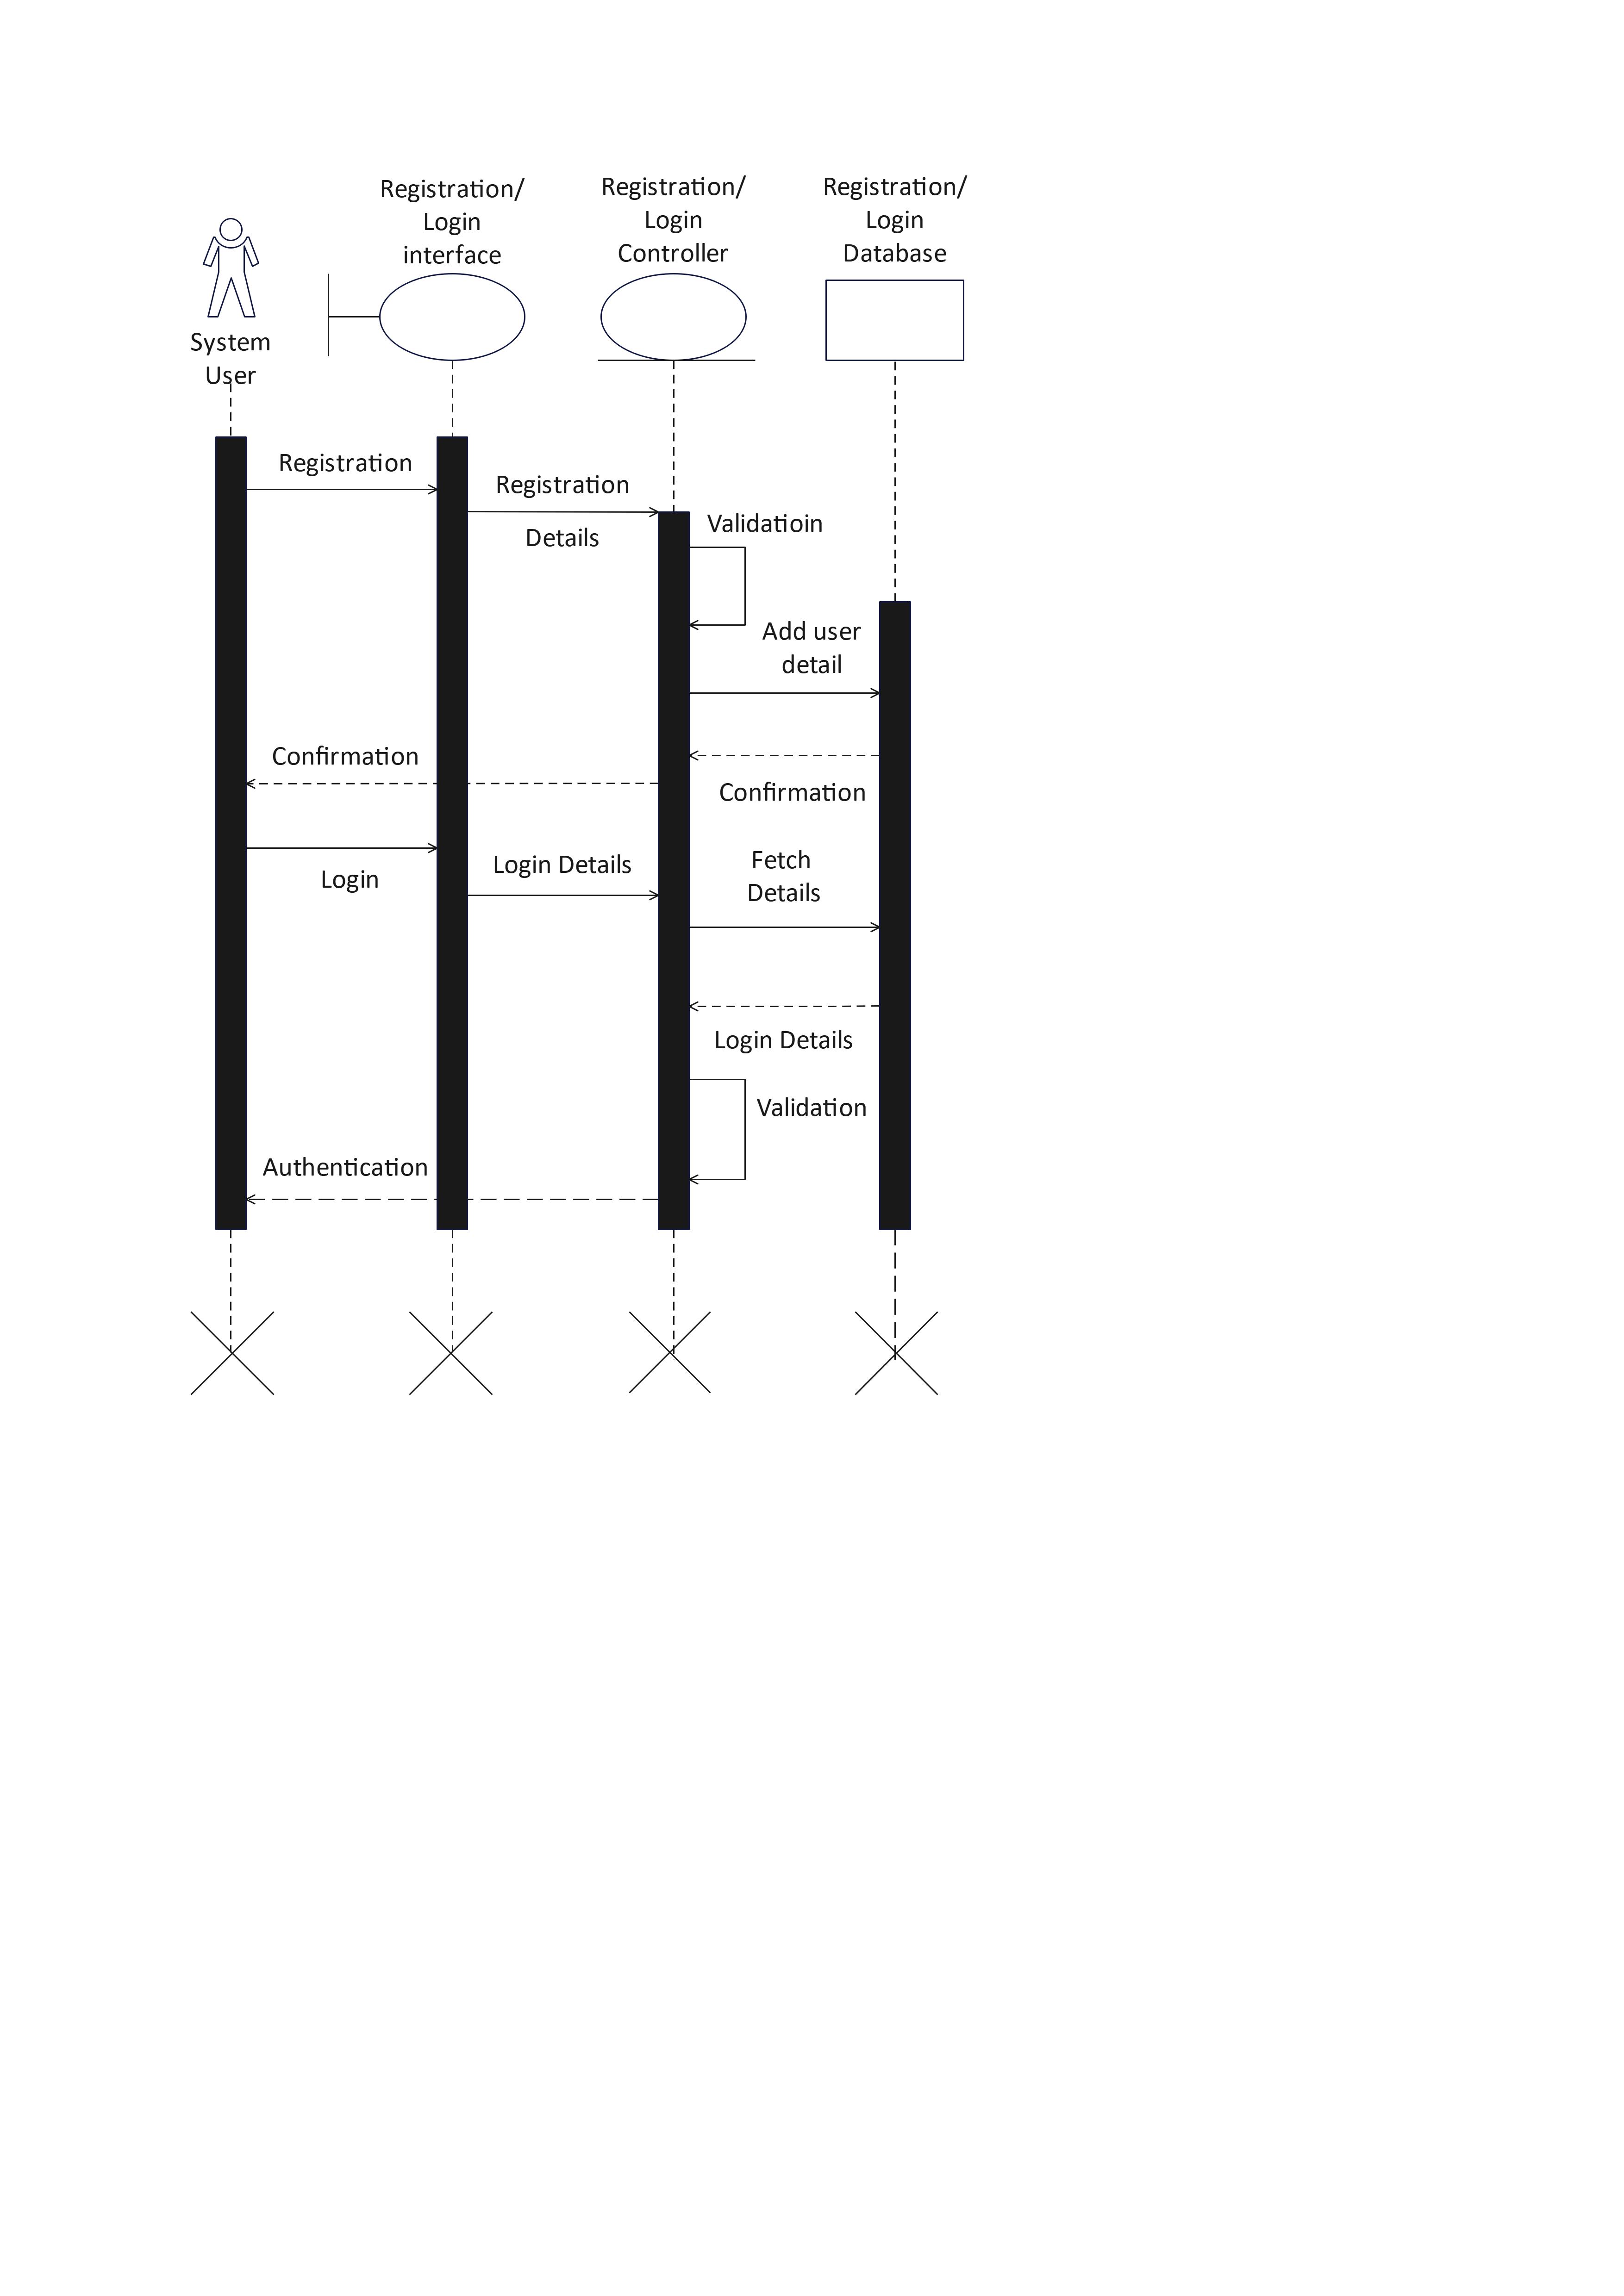 Registration/
Login
interface
Registration/
Login
Controller
Registration/
Login
Database
System
User
Registration
Registration
Details
Validatioin
Add user
detail
Confirmation
Confirmation
Login
Login Details
Fetch
Details
Login Details
Validation
Authentication